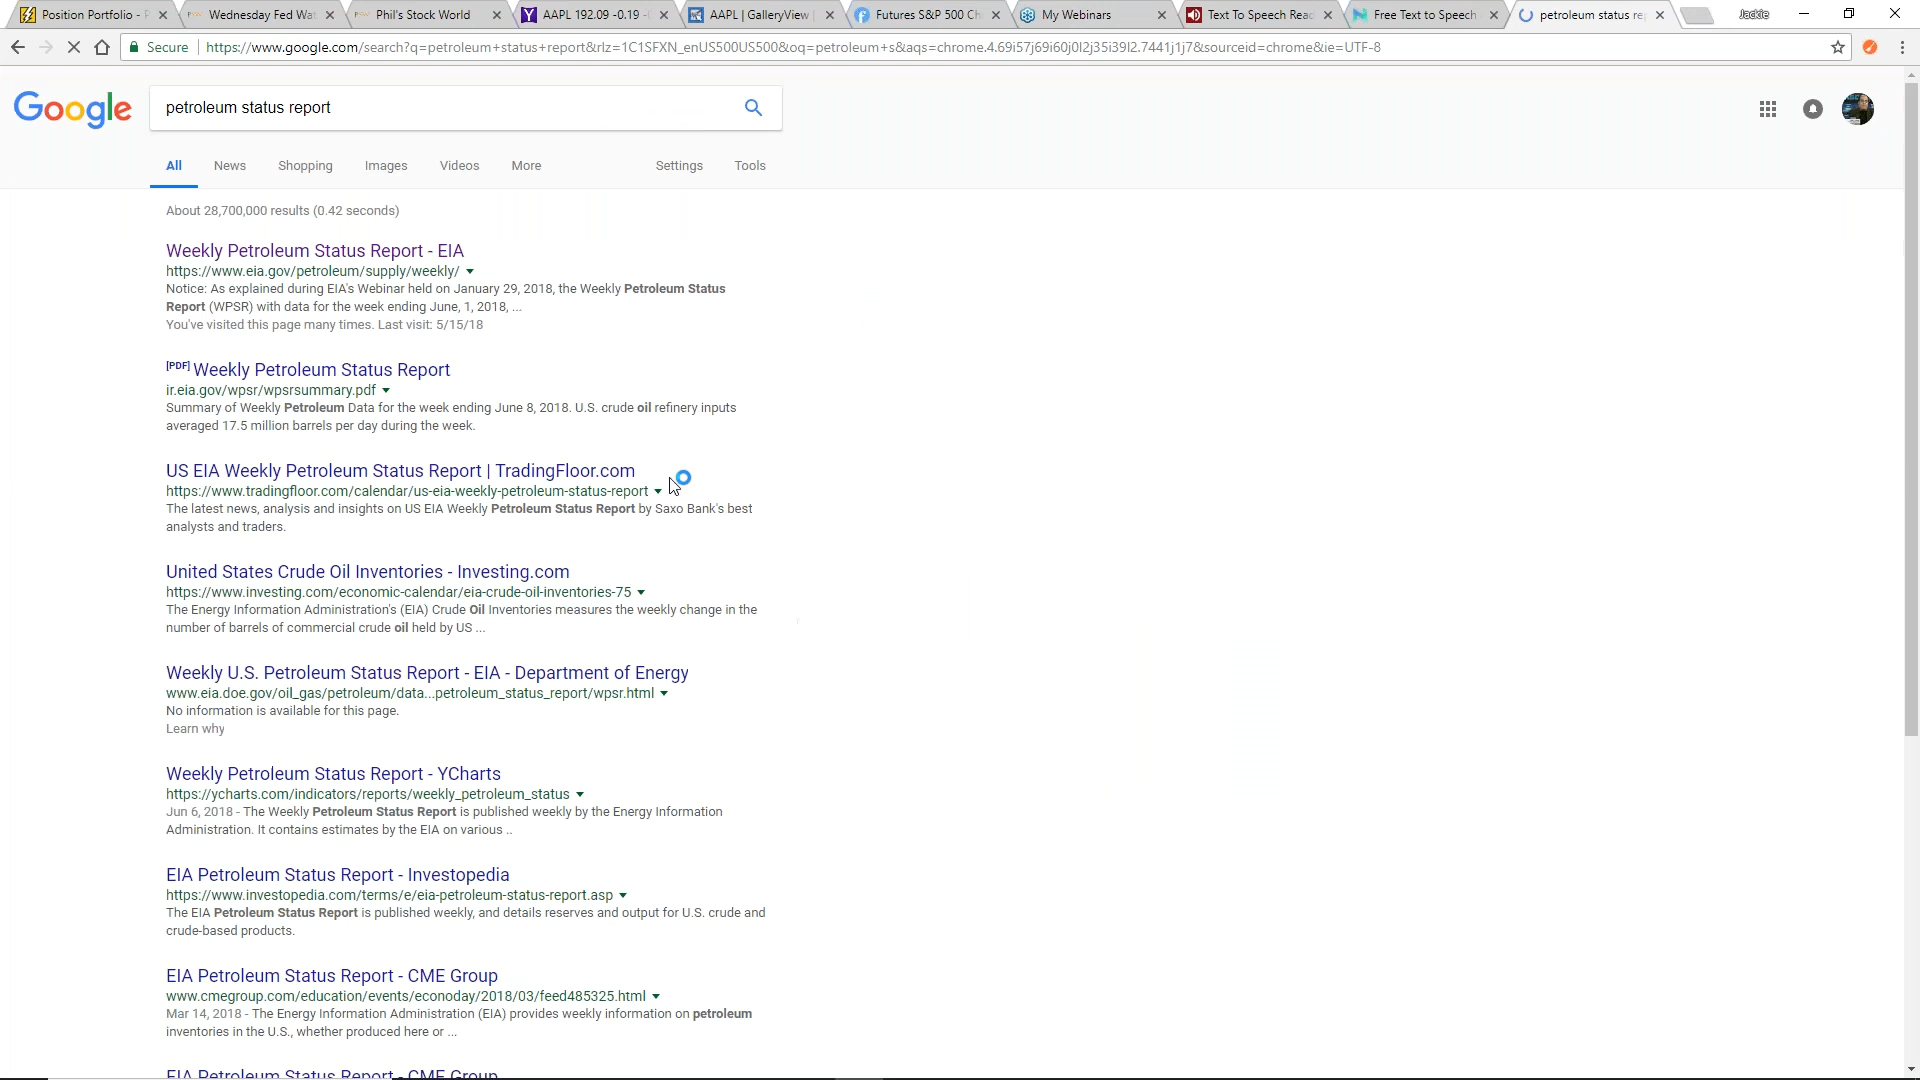 Position Portfolio - P
Wednesday Fed Wa
Phil's Stock World
AAPL 192.09 -0.19 -
AAPL | GalleryView
Futures S&P 500 Ch
My Webinars
Text To Speech Rea
Free Text to Speech
petroleum status re
Jackie
Secure
https://www.google.com/search?q=petroleum+status+report&rlz=1C1SFXN_enUS500US500&oq=petroleum+s&aqs=chrome.4.69i57j69i60j0l2j35i39l2.7441j1j7&sourceid=chrome&ie=UTF-8
Google
petroleum status report
All News Shopping Images Videos More Settings Tools
About 28,700,000 results (0.42 seconds)
Weekly Petroleum Status Report - EIA
https://www.eia.gov/petroleum/supply/weekly/
Notice: As explained during EIA's Webinar held on January 29, 2018, the Weekly Petroleum Status
Report (WPSR) with data for the week ending June, 1, 2018, ...
You've visited this page many times. Last visit: 5/15/18
[PDF] Weekly Petroleum Status Report
ir.eia.gov/wpsr/wpsrsummary.pdf
Summary of Weekly Petroleum Data for the week ending June 8, 2018. U.S. crude oil refinery inputs
averaged 17.5 million barrels per day during the week.
US EIA Weekly Petroleum Status Report | TradingFloor.com
https://www.tradingfloor.com/calendar/us-eia-weekly-petroleum-status-report
The latest news, analysis and insights on US EIA Weekly Petroleum Status Report by Saxo Bank's best
analysts and traders.
United States Crude Oil Inventories - Investing.com
https://www.investing.com/economic-calendar/eia-crude-oil-inventories-75
The Energy Information Administration's (EIA) Crude Oil Inventories measures the weekly change in the
number of barrels of commercial crude oil held by US ...
Weekly U.S. Petroleum Status Report - EIA - Department of Energy
www.eia.doe.gov/oil_gas/petroleum/data...petroleum_status_report/wpsr.html
No information is available for this page.
Learn why
Weekly Petroleum Status Report - YCharts
https://ycharts.com/indicators/reports/weekly_petroleum_status
Jun 6, 2018 - The Weekly Petroleum Status Report is published weekly by the Energy Information
Administration. It contains estimates by the EIA on various ..
EIA Petroleum Status Report - Investopedia
https://www.investopedia.com/terms/e/eia-petroleum-status-report.asp
The EIA Petroleum Status Report is published weekly, and details reserves and output for U.S. crude and
crude-based products.
EIA Petroleum Status Report - CME Group
www.cmegroup.com/education/events/econoday/2018/03/feed485325.html
Mar 14, 2018 - The Energy Information Administration (EIA) provides weekly information on petroleum
inventories in the U.S., whether produced here or ...
EIA Petroleum Status Report - CME Group